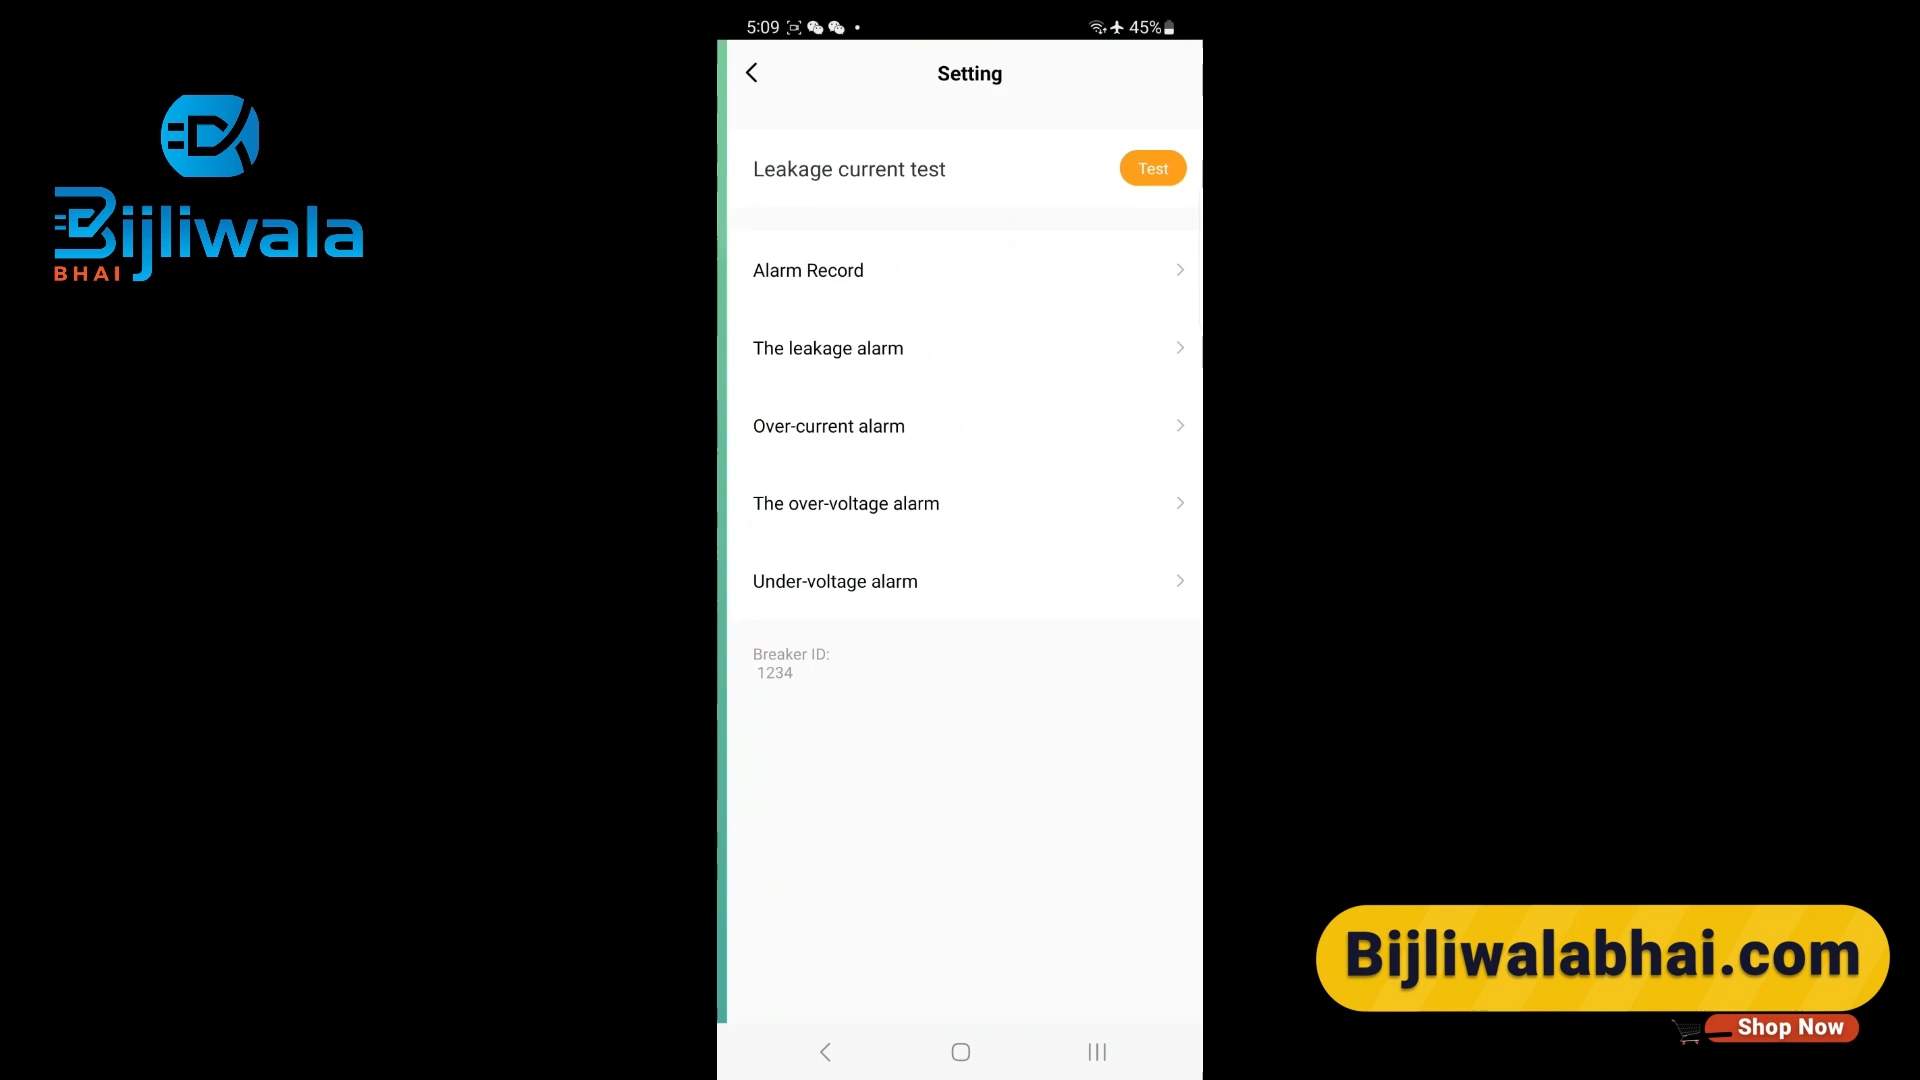 5:09
45%
Setting
Leakage current test
Test
Alarm Record
The leakage alarm
Over-current alarm
The over-voltage alarm
Under-voltage alarm
Breaker ID:
1234
Bijliwala
BHAI
Bijliwalabhai.com
Shop Now